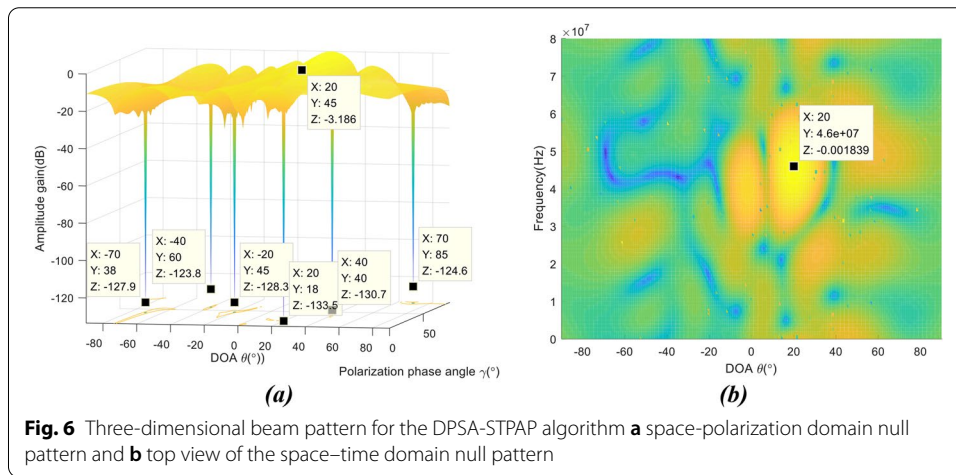 0
-20
-40
-60
-80
-100
-120
Amplitude gain(dB)
X: 20
Y: 45
Z: -3.186
X: -70
Y: 38
Z: -127.9
X: -40
Y: 60
Z: -123.8
X: -20
Y: 45
Z: -128.3
X: 20
Y: 18
Z: -133.5
X: 40
Y: 40
Z: -130.7
X: 70
Y: 85
Z: -124.6
-80 -60 -40 -20 0 20 40 60 80
0 50
DOA θ(°))
Polarization phase angle γ(°)
(a)
(b)
8 ×10⁷
7
6
5
4
3
2
1
0
Frequency(Hz)
X: 20
Y: 4.6e+07
Z: -0.001839
-80 -60 -40 -20 0 20 40 60 80
DOA θ(°)
Fig. 6 Three-dimensional beam pattern for the DPSA-STPAP algorithm a space-polarization domain null
pattern and b top view of the space–time domain null pattern